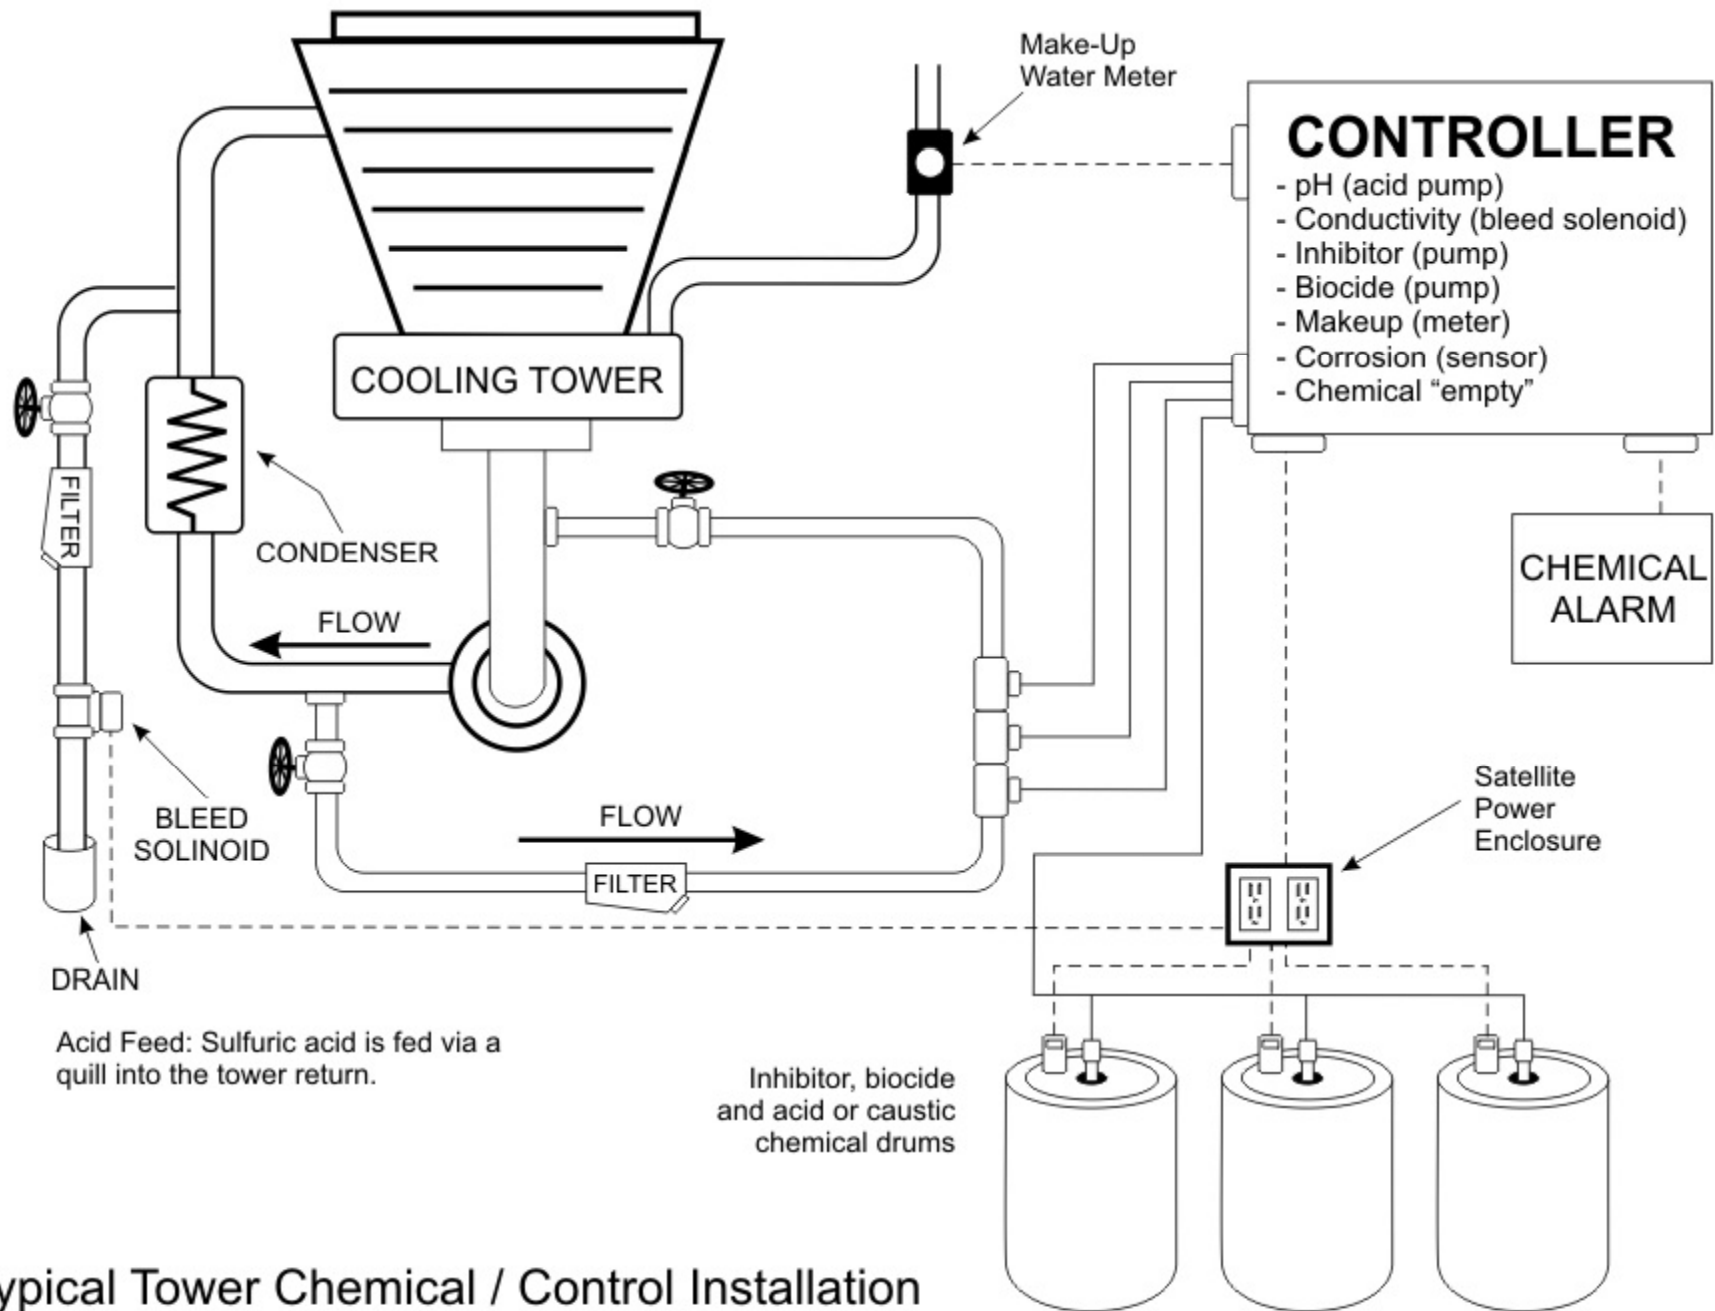 Make-Up
Water Meter
CONTROLLER
- pH (acid pump)
- Conductivity (bleed solenoid)
- Inhibitor (pump)
- Biocide (pump)
- Makeup (meter)
- Corrosion (sensor)
- Chemical “empty”
COOLING TOWER
FILTER
CONDENSER
CHEMICAL
ALARM
FLOW
BLEED
SOLINOID
FLOW
Satellite
Power
Enclosure
FILTER
DRAIN
Acid Feed: Sulfuric acid is fed via a
quill into the tower return.
Inhibitor, biocide
and acid or caustic
chemical drums
ypical Tower Chemical / Control Installation